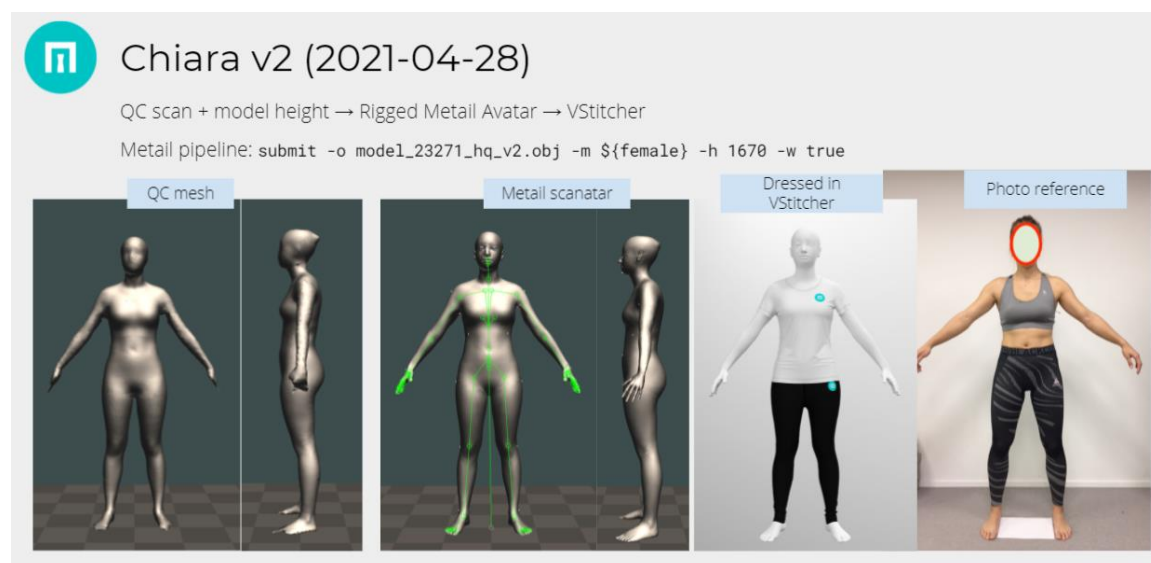 Chiara v2 (2021-04-28)
QC scan + model height → Rigged Metail Avatar → VStitcher
Metail pipeline: submit -o model_23271_hq_v2.obj -m ${female} -h 1670 -w true
QC mesh
Metail scanatar
Dressed in
VStitcher
Photo reference